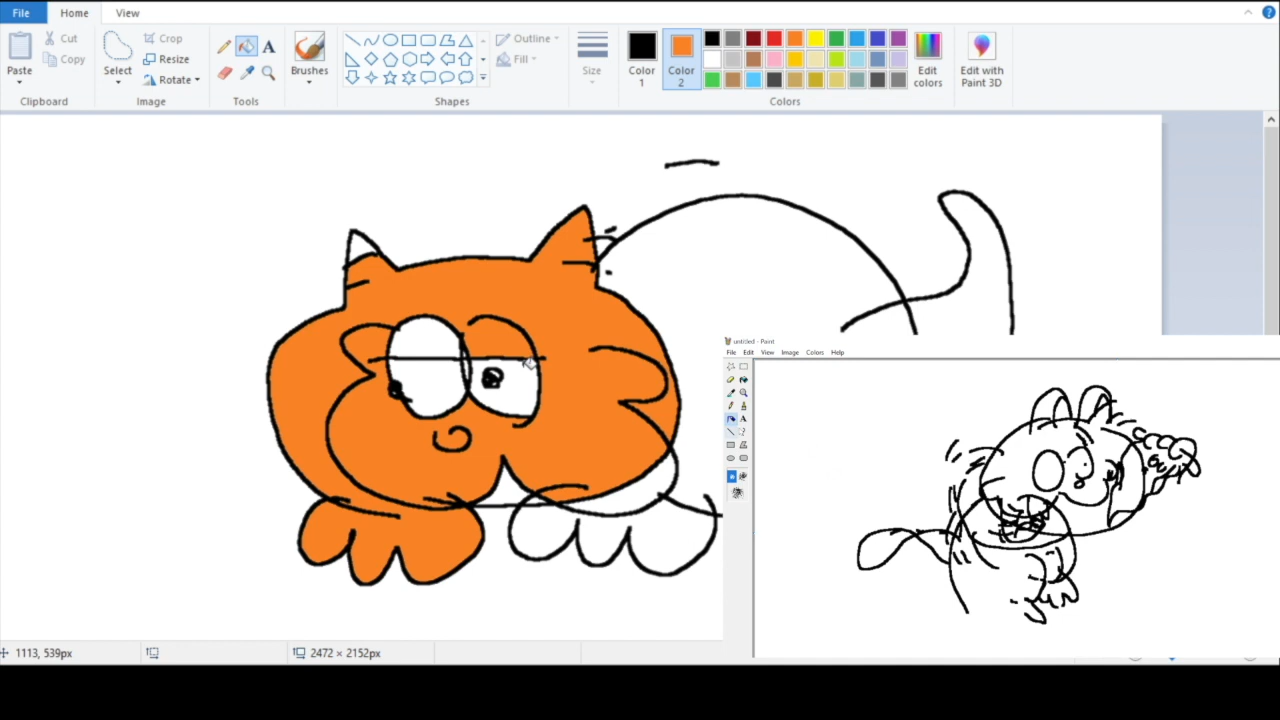 File Home View
Paste
Cut
Copy
Clipboard
Select
Crop
Resize
Rotate
Image
A
Tools
Brushes
Outline
Fill
Shapes
Size
Color
1
Color
2
Edit
colors
Colors
Edit with
Paint 3D
untitled - Paint
File Edit View Image Colors Help
A
1113, 539px
2472 × 2152px